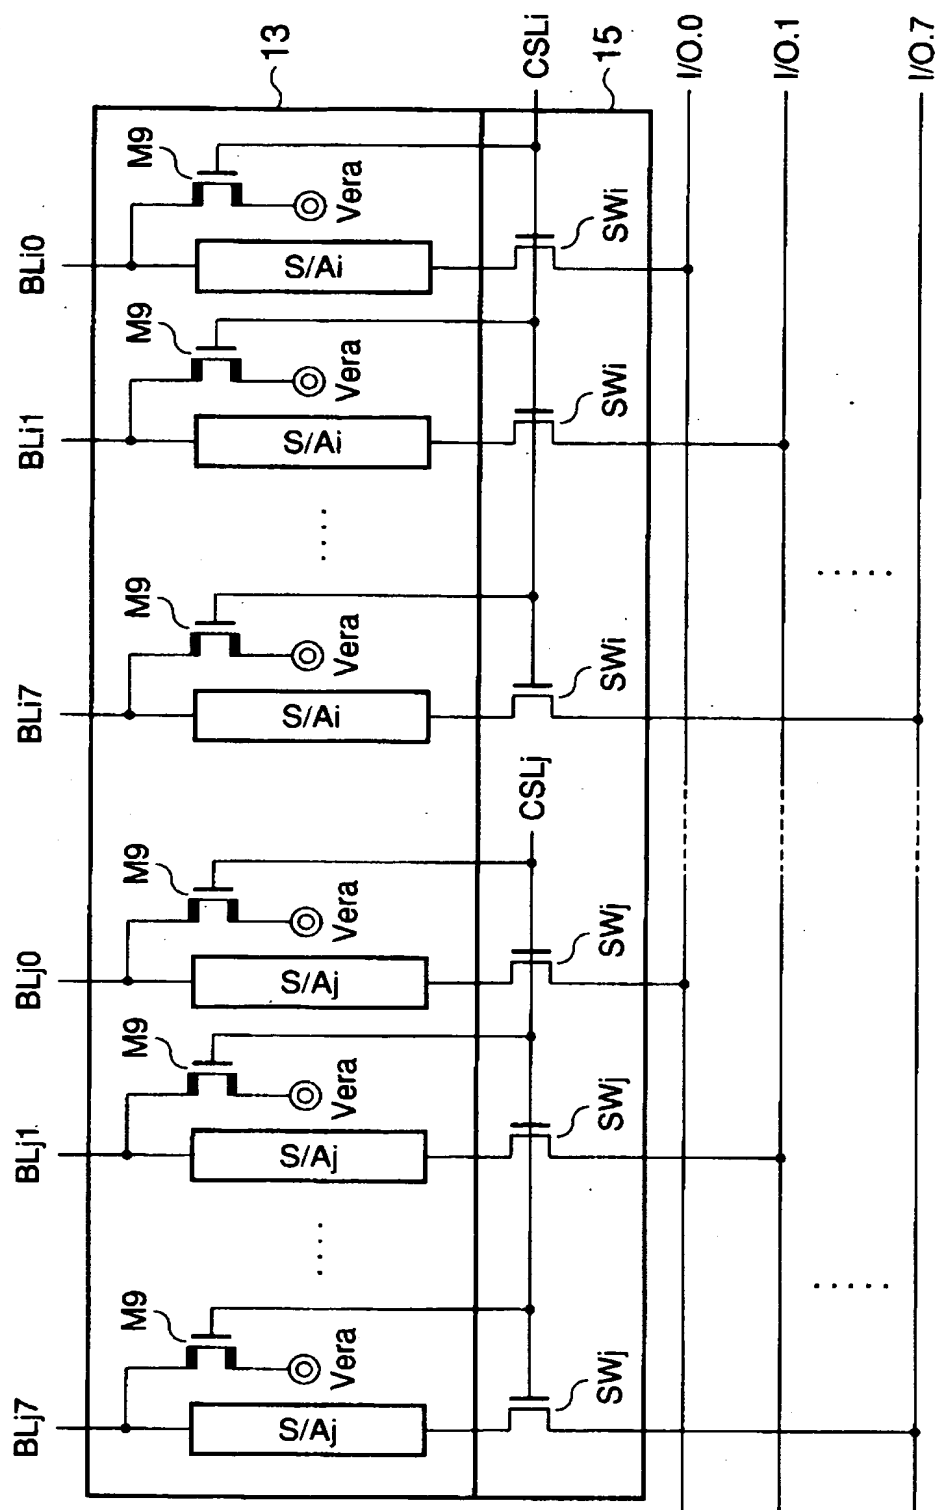 BLj7
BLj1
BLj0
BLi7
BLi1
BLi0
M9
M9
M9
M9
M9
M9
13
Vera
Vera
Vera
Vera
Vera
Vera
S/Aj
S/Aj
S/Aj
S/Ai
S/Ai
S/Ai
CSLj
CSLi
SWj
SWj
SWj
SWi
SWi
SWi
15
I/O.0
I/O.1
I/O.7